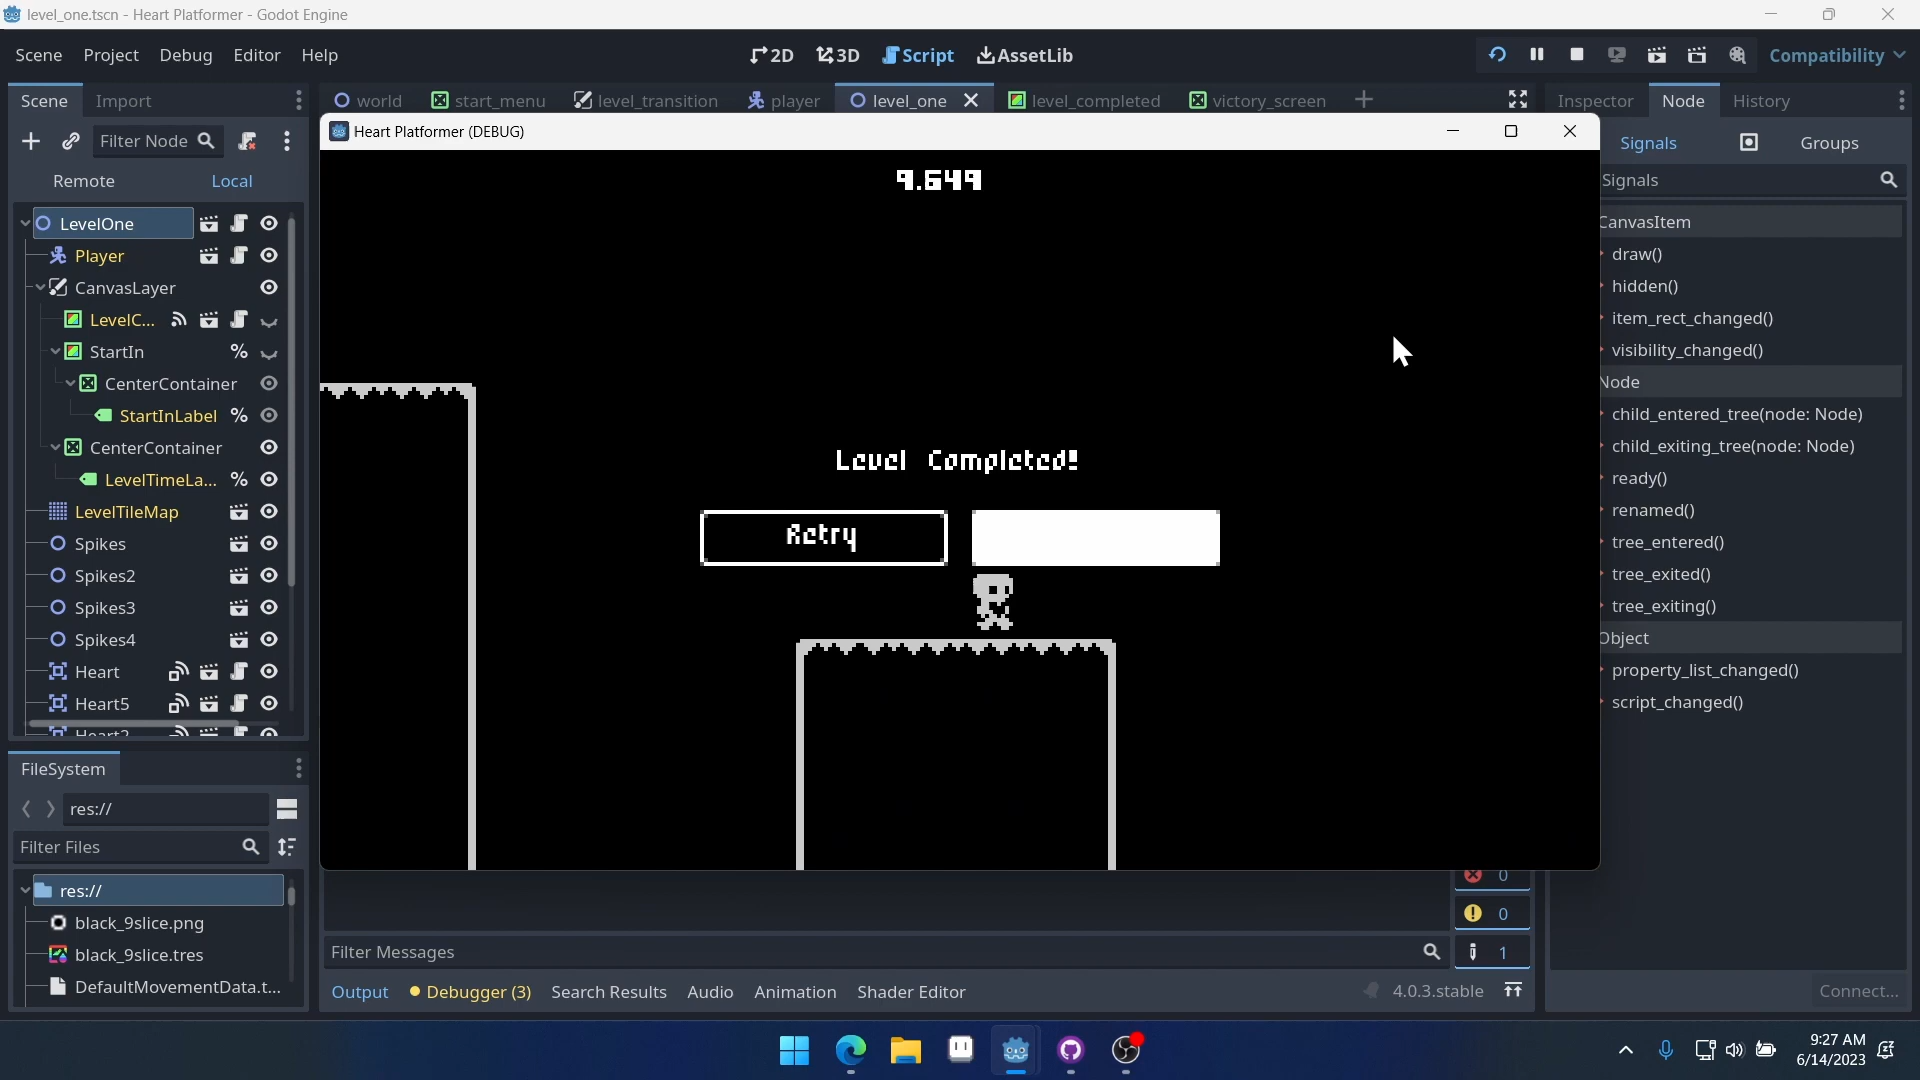 level_one.tscn - Heart Platformer - Godot Engine
Scene Project Debug Editor Help
2D 3D Script AssetLib
Compatibility
Scene Import
world start_menu level_transition player level_one level_completed victory_screen
Inspector Node History
Filter Node
Heart Platformer (DEBUG)
Signals Groups
Remote Local
Signals
9.649
LevelOne
Player
CanvasLayer
LevelC...
StartIn
CenterContainer
StartInLabel
CenterContainer
LevelTimeLa...
LevelTileMap
Spikes
Spikes2
Spikes3
Spikes4
Heart
Heart5
Heart2
Level Completed!
Retry
CanvasItem
draw()
hidden()
item_rect_changed()
visibility_changed()
Node
child_entered_tree(node: Node)
child_exiting_tree(node: Node)
ready()
renamed()
tree_entered()
tree_exited()
tree_exiting()
Object
property_list_changed()
script_changed()
FileSystem
res://
Filter Files
res://
black_9slice.png
black_9slice.tres
DefaultMovementData.t...
0
0
Filter Messages
1
Output Debugger (3) Search Results Audio Animation Shader Editor
4.0.3.stable
Connect...
9:27 AM
6/14/2023